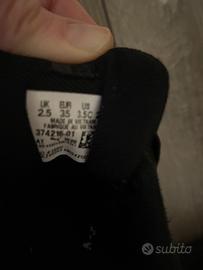 UK EUR US
2.5 35 3.5C
MADE IN VIETNAM
FABRIQUÉ AU VIETNAM
374216-01
subito